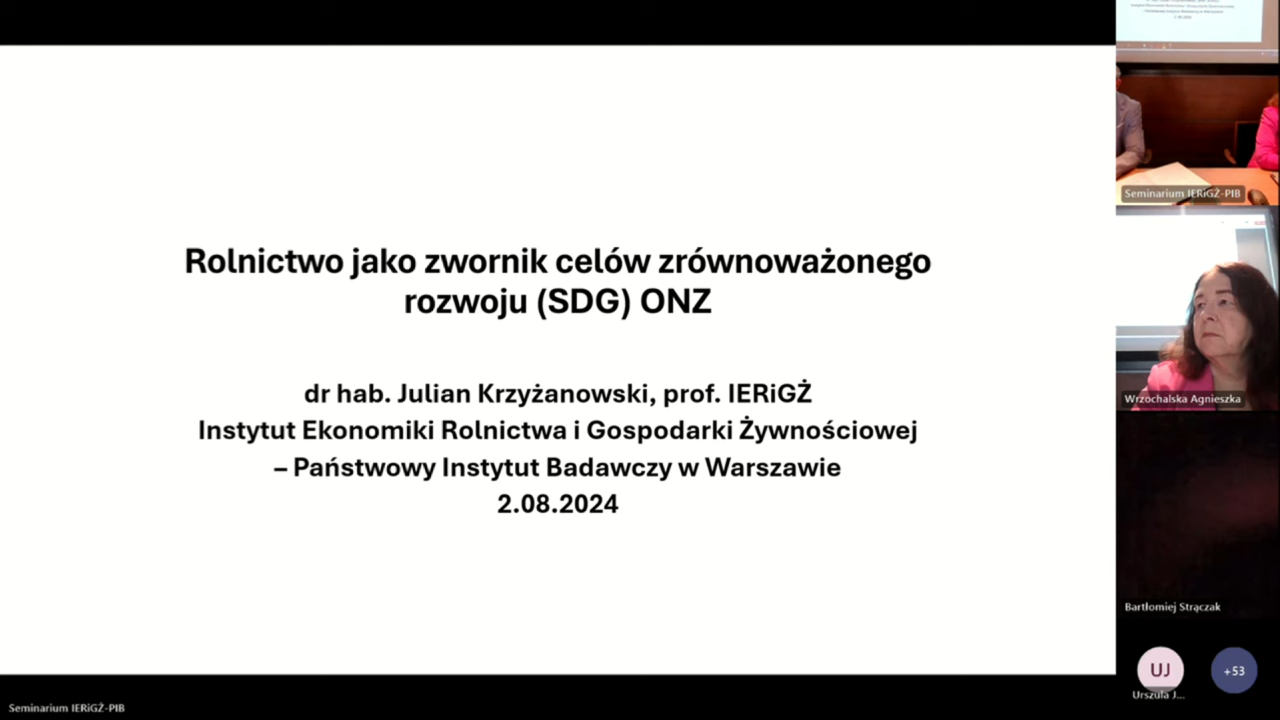 Rolnictwo jako zwornik celów zrównoważonego
rozwoju (SDG) ONZ
dr hab. Julian Krzyżanowski, prof. IERiGŻ
Instytut Ekonomiki Rolnictwa i Gospodarki Żywnościowej
– Państwowy Instytut Badawczy w Warszawie
2.08.2024
Seminarium IERiGŻ-PIB
Wrzochalska Agnieszka
Bartłomiej Strączak
UJ
+53
Urszula J...
Seminarium IERiGŻ-PIB